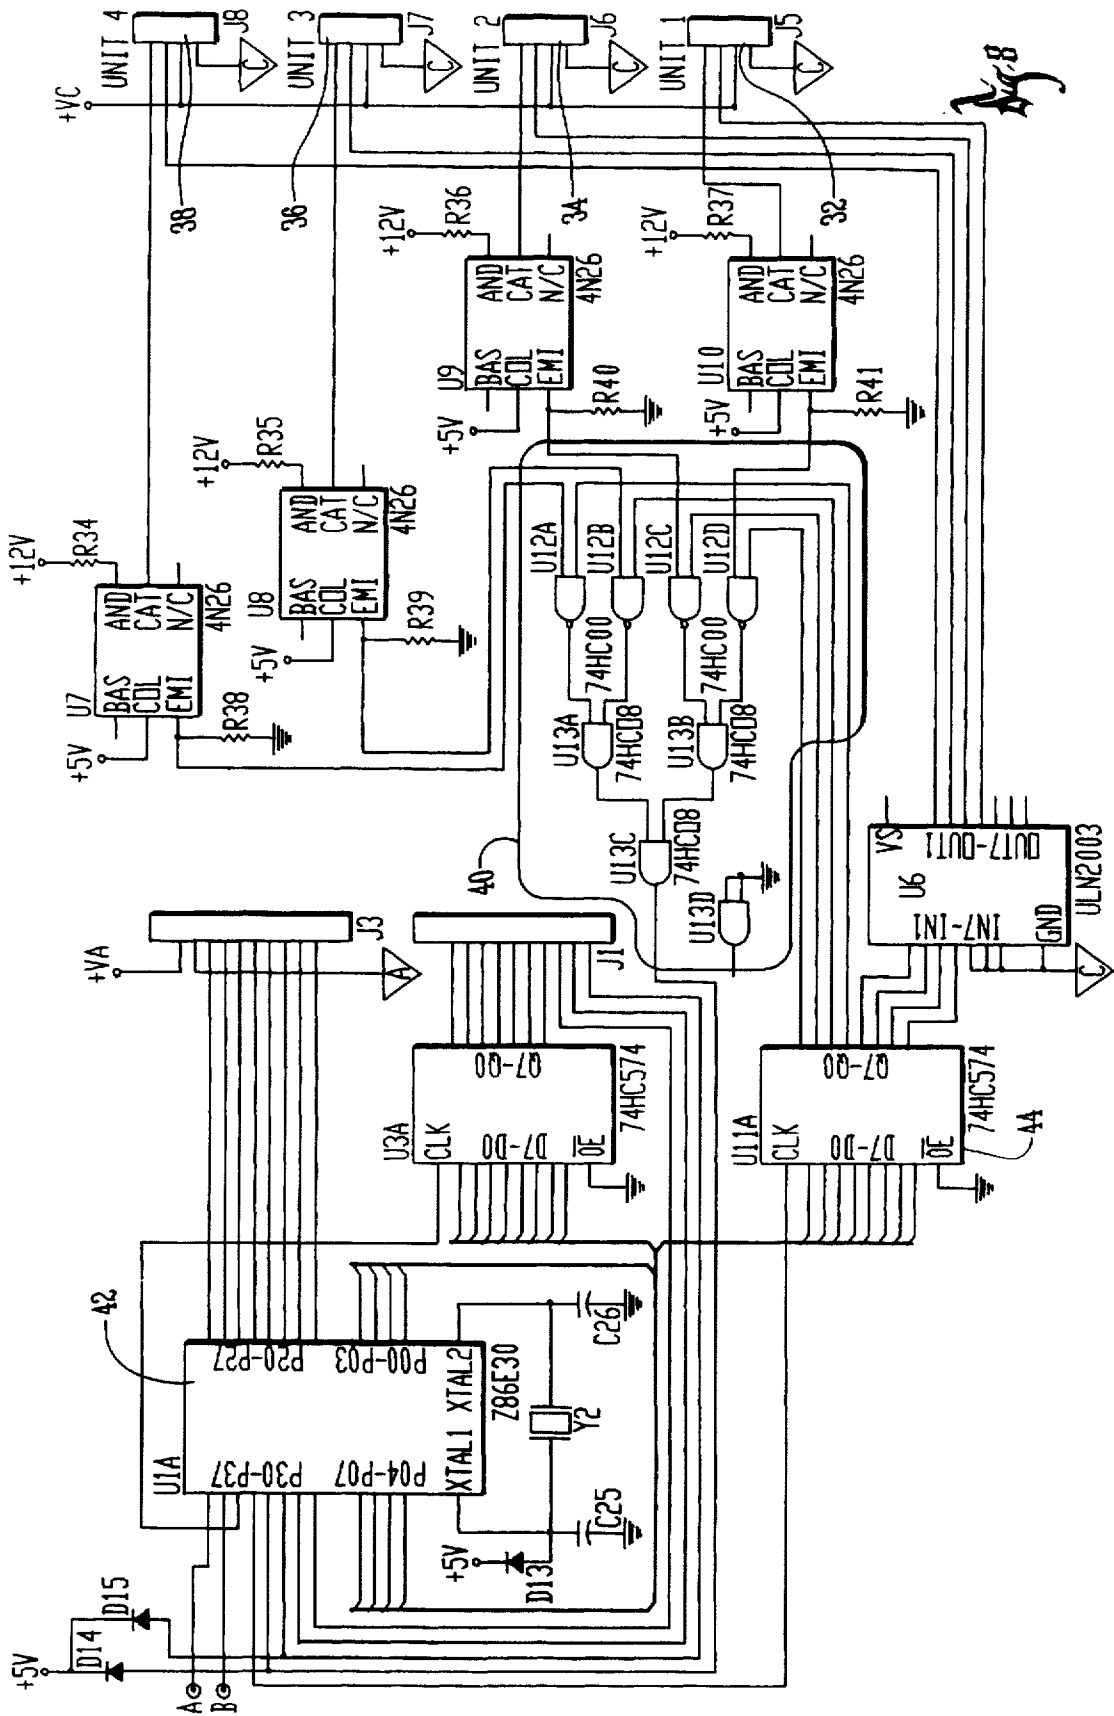 +5V
D14
D15
A
B
U1A
42
P30-P37
P20-P27
P04-P07
P00-P03
XTAL1
XTAL2
Z86E30
+5V
D13
C25
Y2
C26
+VA
J3
A
U3A
CLK
D7-D0
Q7-Q0
OE
74HC574
J1
U11A
CLK
D7-D0
Q7-Q0
OE
74HC574
44
VS
U6
IN7-IN1
OUT7-OUT1
GND
ULN2003
C
40
U13C
74HC08
U13D
U13A
74HC08
U13B
74HC08
U12A
U12B
74HC00
U12C
U12D
74HC00
+5V
U7
BAS
COL
EMI
AND
CAT
N/C
4N26
+12V
R34
R38
+5V
U8
BAS
COL
EMI
AND
CAT
N/C
4N26
+12V
R35
R39
+5V
U9
BAS
COL
EMI
AND
CAT
N/C
4N26
+12V
R36
R40
+5V
U10
BAS
COL
EMI
AND
CAT
N/C
4N26
+12V
R37
R41
+VC
UNIT 4
J8
C
38
UNIT 3
J7
C
36
UNIT 2
J6
C
34
UNIT 1
J5
C
32
Fig. 8